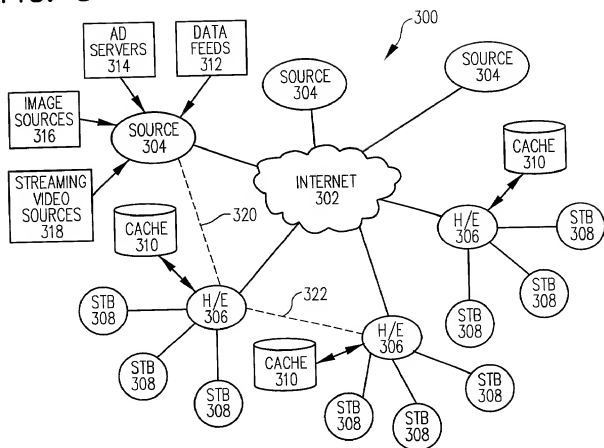 AD
SERVERS
314
DATA
FEEDS
312
300
SOURCE
304
SOURCE
304
IMAGE
SOURCES
316
SOURCE
304
CACHE
310
INTERNET
302
STREAMING
VIDEO
SOURCES
318
320
CACHE
310
H/E
306
STB
308
STB
308
STB
308
H/E
306
322
STB
308
STB
308
STB
308
CACHE
310
H/E
306
STB
308
STB
308
STB
308